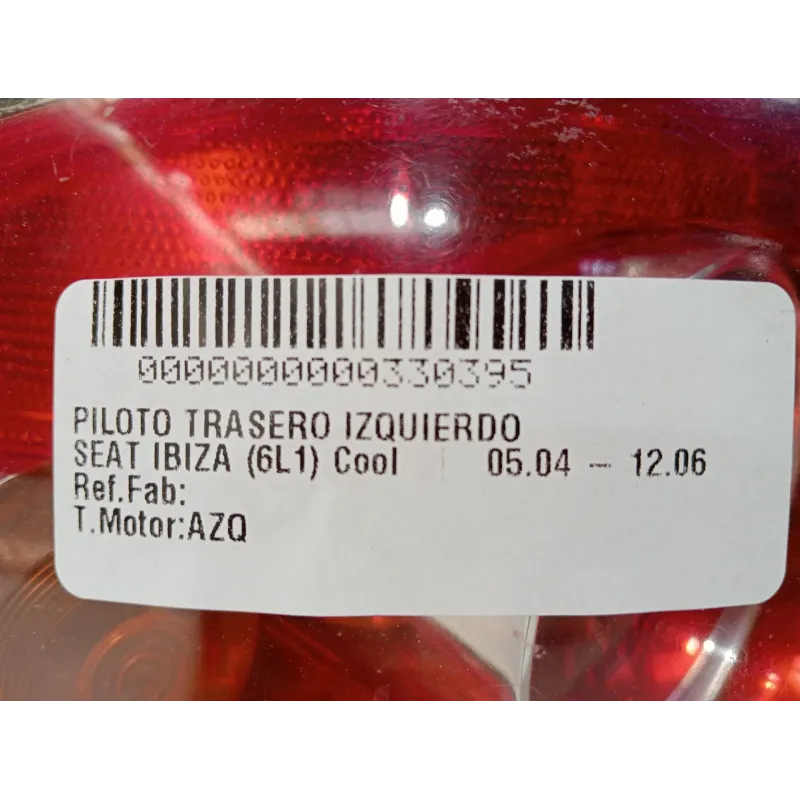 0000000000330395
PILOTO TRASERO IZQUIERDO
SEAT IBIZA (6L1) Cool 05.04 — 12.06
Ref.Fab:
T.Motor:AZQ